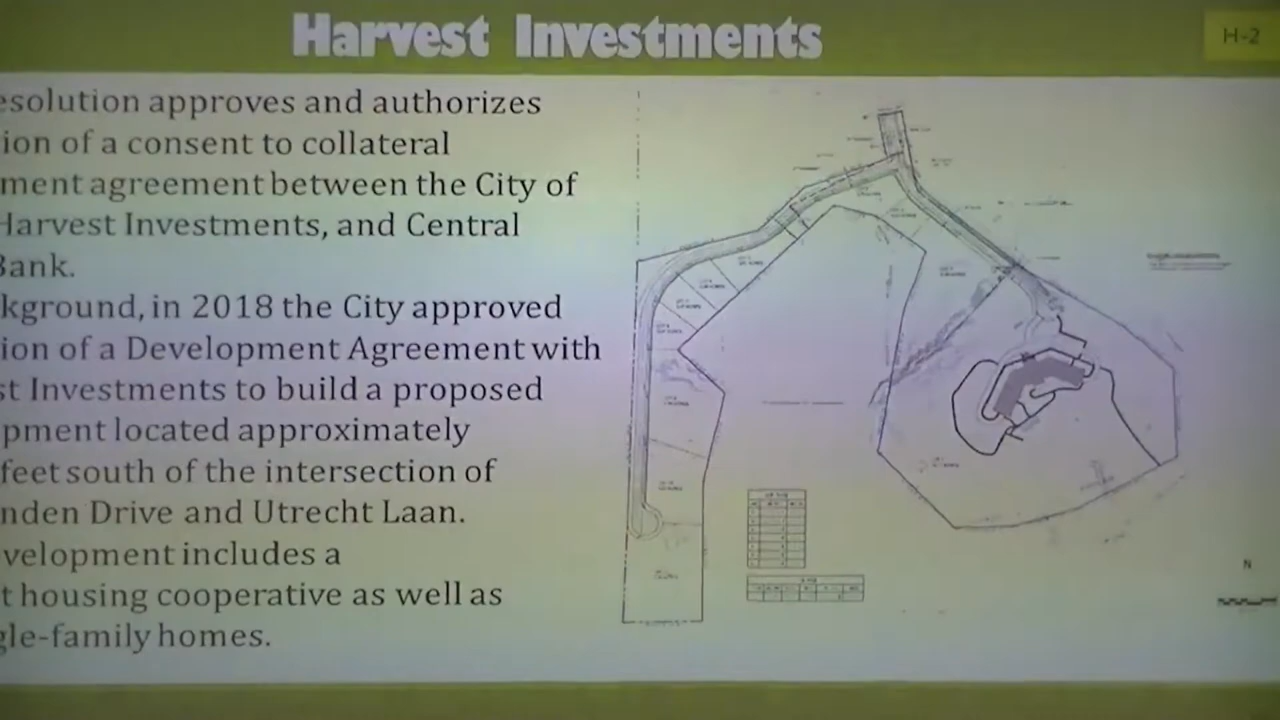 Harvest Investments
H-2
esolution approves and authorizes
ion of a consent to collateral
ment agreement between the City of
Harvest Investments, and Central
Bank.
kground, in 2018 the City approved
ion of a Development Agreement with
st Investments to build a proposed
pment located approximately
feet south of the intersection of
nden Drive and Utrecht Laan.
velopment includes a
t housing cooperative as well as
gle-family homes.
N